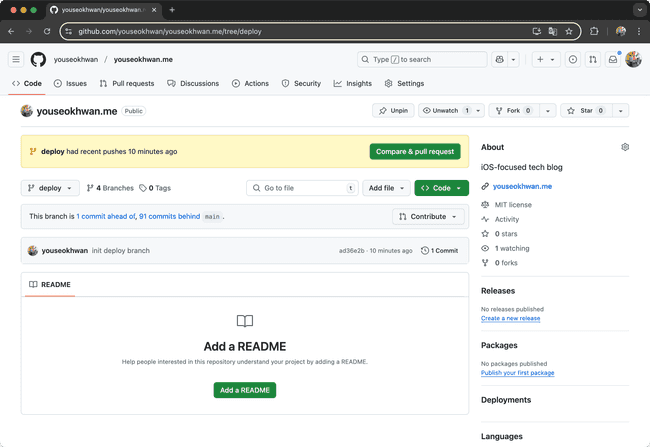 youseokhwan/youseokhwan.m
github.com/youseokhwan/youseokhwan.me/tree/deploy
youseokhwan / youseokhwan.me
Type / to search
Code Issues Pull requests Discussions Actions Security Insights Settings
youseokhwan.me Public
Unpin Unwatch 1 Fork 0 Star 0
deploy had recent pushes 10 minutes ago
Compare & pull request
deploy 4 Branches 0 Tags
Go to file t
Add file Code
This branch is 1 commit ahead of, 91 commits behind main .
Contribute
youseokhwan init deploy branch
ad36e2b · 10 minutes ago 1 Commit
README
Add a README
Help people interested in this repository understand your project by adding a README.
Add a README
About
iOS-focused tech blog
youseokhwan.me
MIT license
Activity
0 stars
1 watching
0 forks
Releases
No releases published
Create a new release
Packages
No packages published
Publish your first package
Deployments
Languages